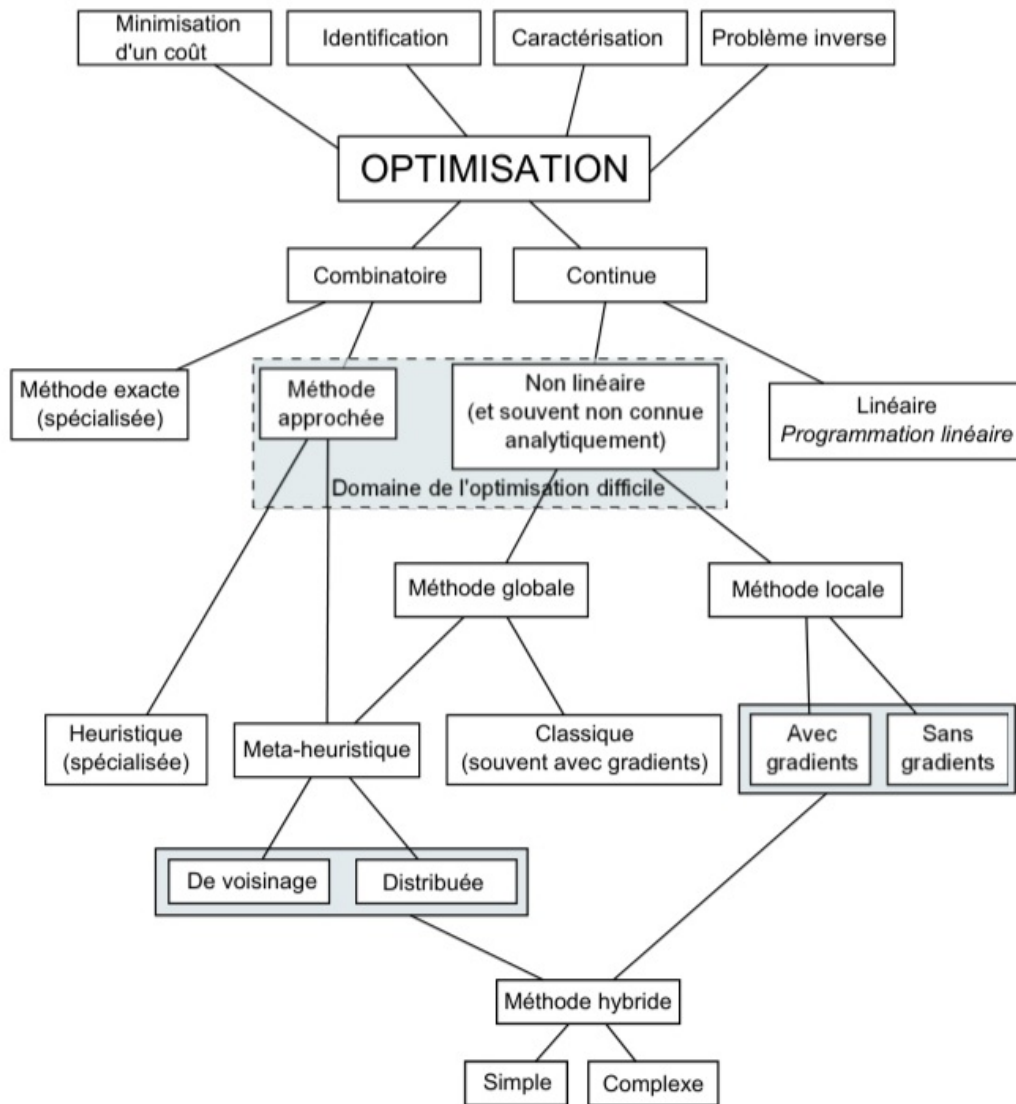 Minimisation
d'un coût
Identification
Caractérisation
Problème inverse
OPTIMISATION
Combinatoire
Continue
Méthode exacte
(spécialisée)
Méthode
approchée
Non linéaire
(et souvent non connue
analytiquement)
Linéaire
Programmation linéaire
Domaine de l'optimisation difficile
Méthode globale
Méthode locale
Heuristique
(spécialisée)
Meta-heuristique
Classique
(souvent avec gradients)
Avec
gradients
Sans
gradients
De voisinage
Distribuée
Méthode hybride
Simple
Complexe